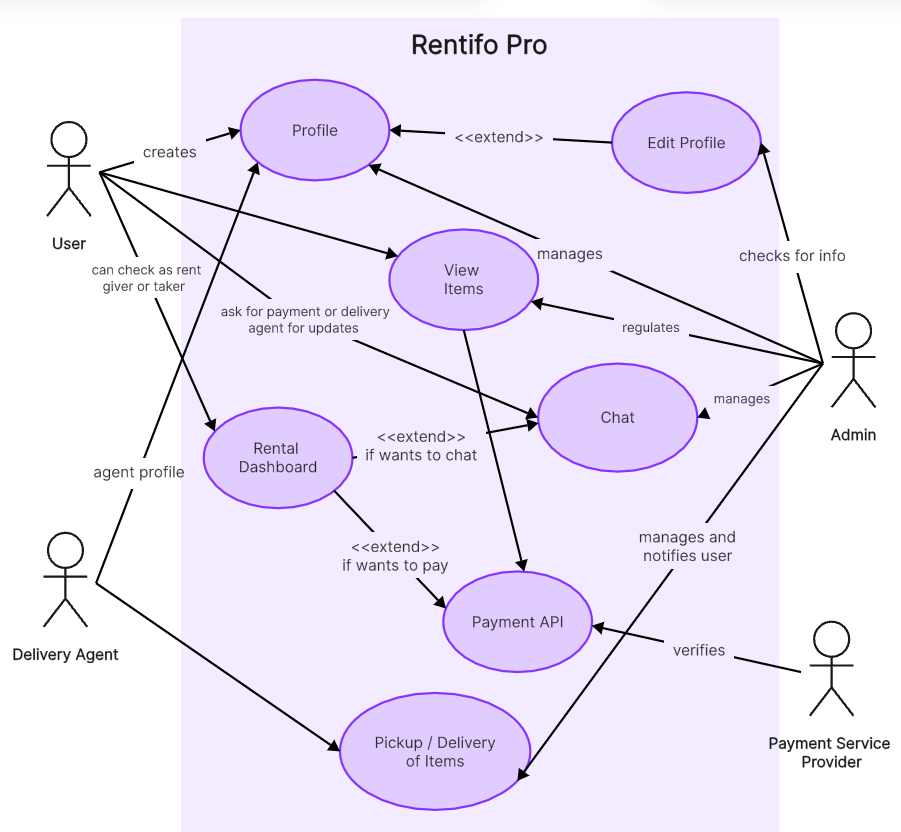 Rentifo Pro
Profile
<<extend>>
Edit Profile
creates
User
manages
checks for info
can check as rent
giver or taker
View
Items
ask for payment or delivery
agent for updates
regulates
manages
Chat
Admin
<<extend>>
if wants to chat
Rental
Dashboard
agent profile
manages and
notifies user
<<extend>>
if wants to pay
Payment API
Delivery Agent
verifies
Pickup / Delivery
of Items
Payment Service
Provider